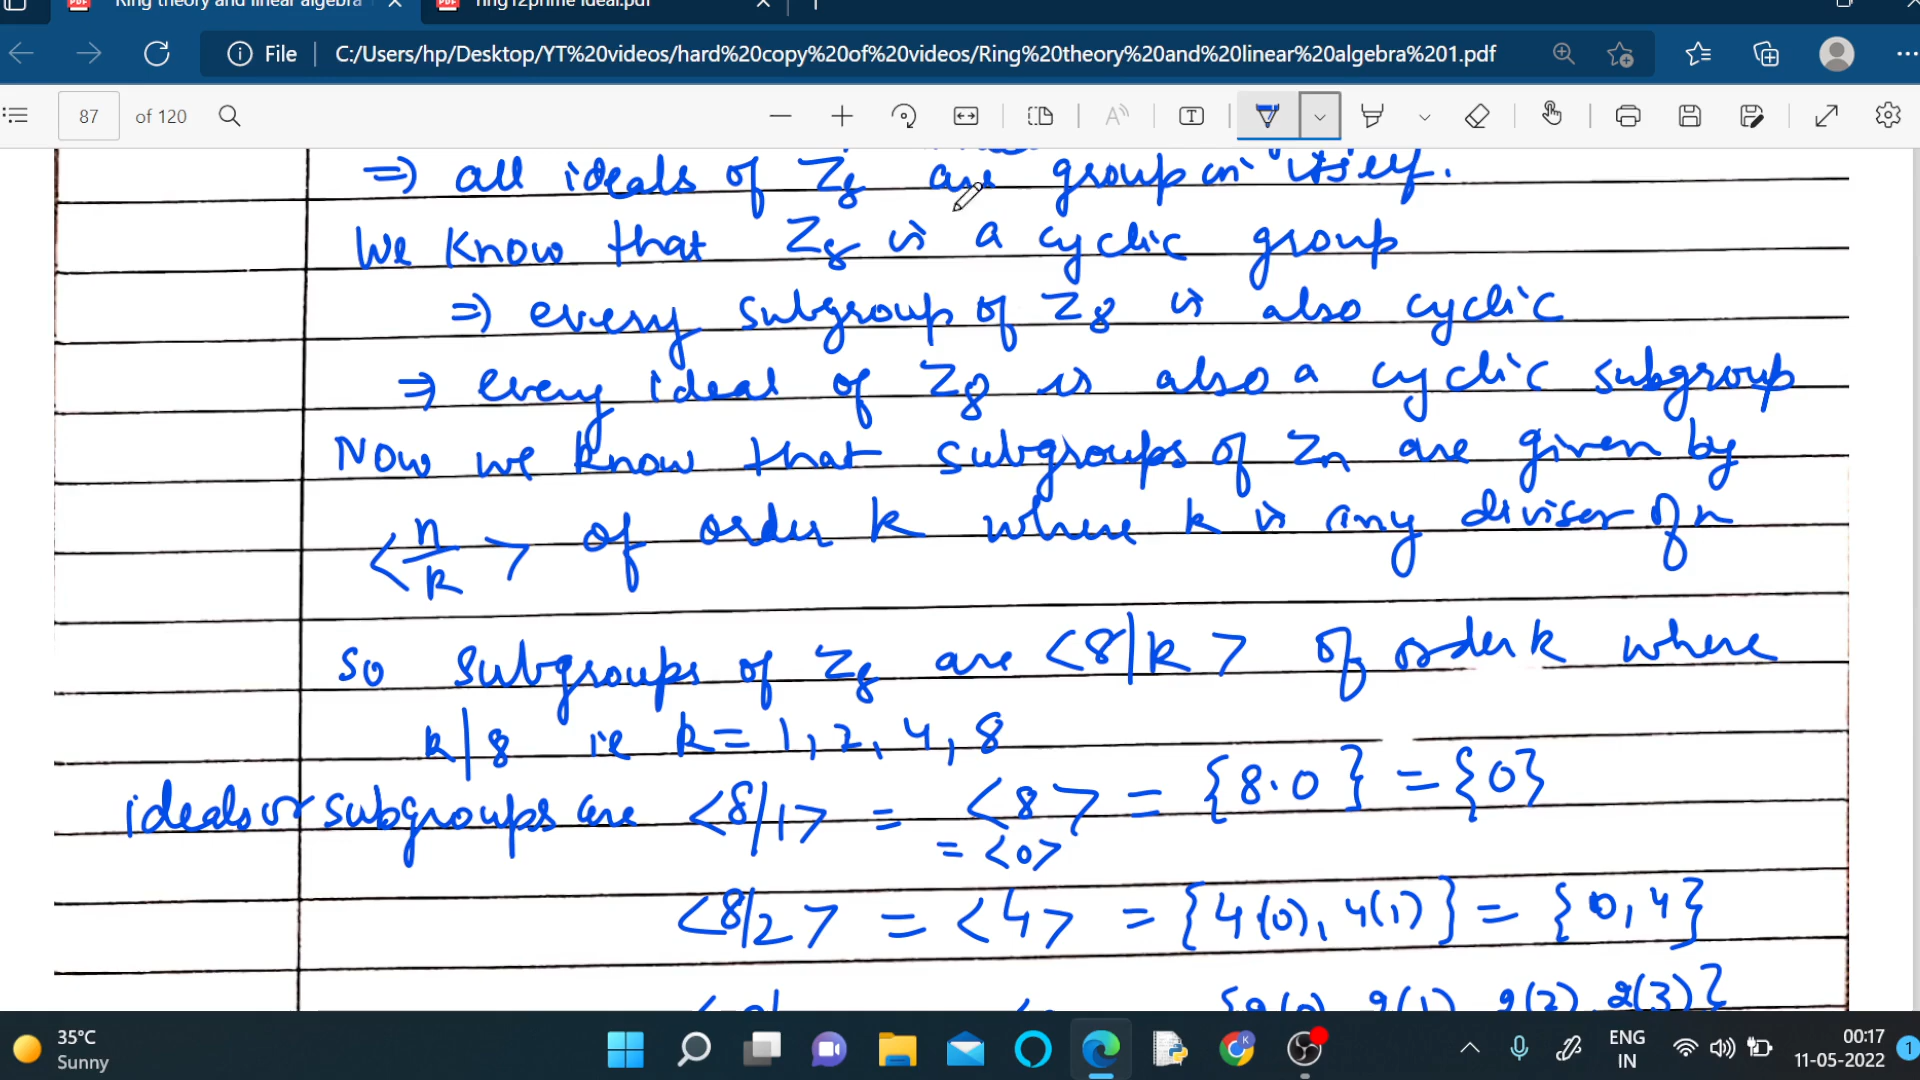 Ring theory and linear algebra
ring12prime ideal.pdf
File
C:/Users/hp/Desktop/YT%20videos/hard%20copy%20of%20videos/Ring%20theory%20and%20linear%20algebra%201.pdf
87 of 120
⇒ all ideals of Z8 are group in itself.
We know that Z8 is a cyclic group
⇒ every subgroup of Z8 is also cyclic
⇒ every ideal of Z8 is also a cyclic subgroup
Now we know that subgroups of Zn are given by
<n/k> of order k where k is any divisor of n
So subgroups of Z8 are <8/k> of order k where
k|8 ie k = 1, 2, 4, 8
ideals or subgroups are <8/1> = <8> = {8.0} = {0}
= <0>
<8/2> = <4> = {4(0), 4(1)} = {0, 4}
2(3)}
35°C
Sunny
ENG
IN
00:17
11-05-2022
1